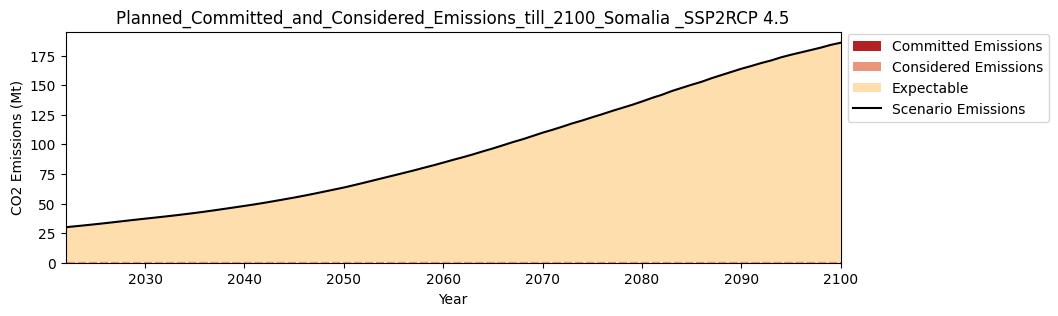 Planned_Committed_and_Considered_Emissions_till_2100_Somalia _SSP2RCP 4.5
Committed Emissions
Considered Emissions
Expectable
Scenario Emissions
CO2 Emissions (Mt)
175
150
125
100
75
50
25
0
2030
2040
2050
2060
2070
2080
2090
2100
Year